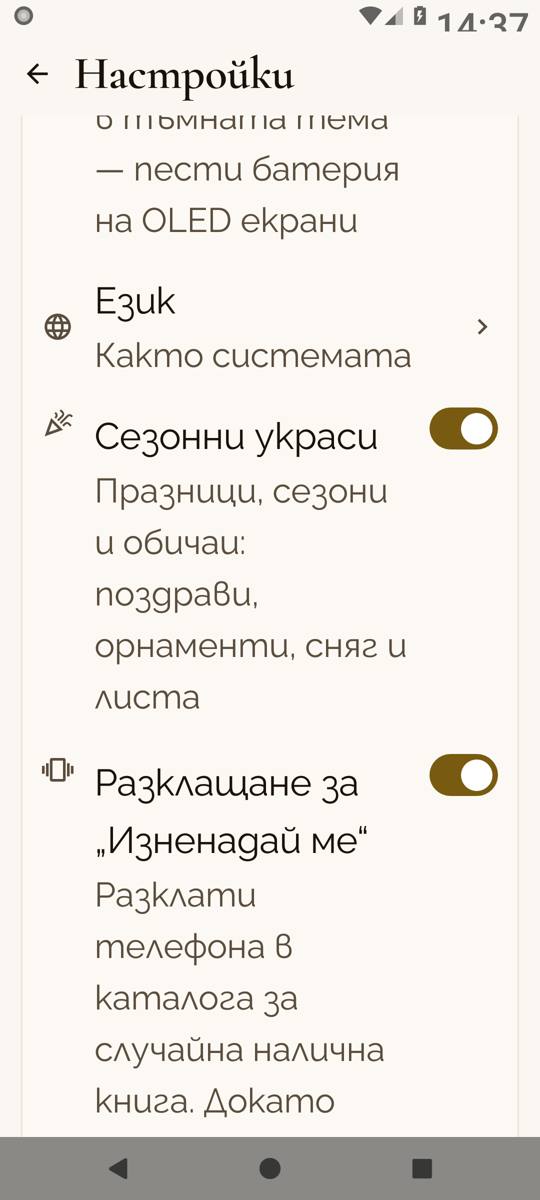 14:37
Настройки
в тъмната тема
— пести батерия
на OLED екрани
Език
Както системата
Сезонни украси
Празници, сезони
и обичаи:
поздрави,
орнаменти, сняг и
листа
Разклащане за
„Изненадай ме“
Разклати
телефона в
каталога за
случайна налична
книга. Докато